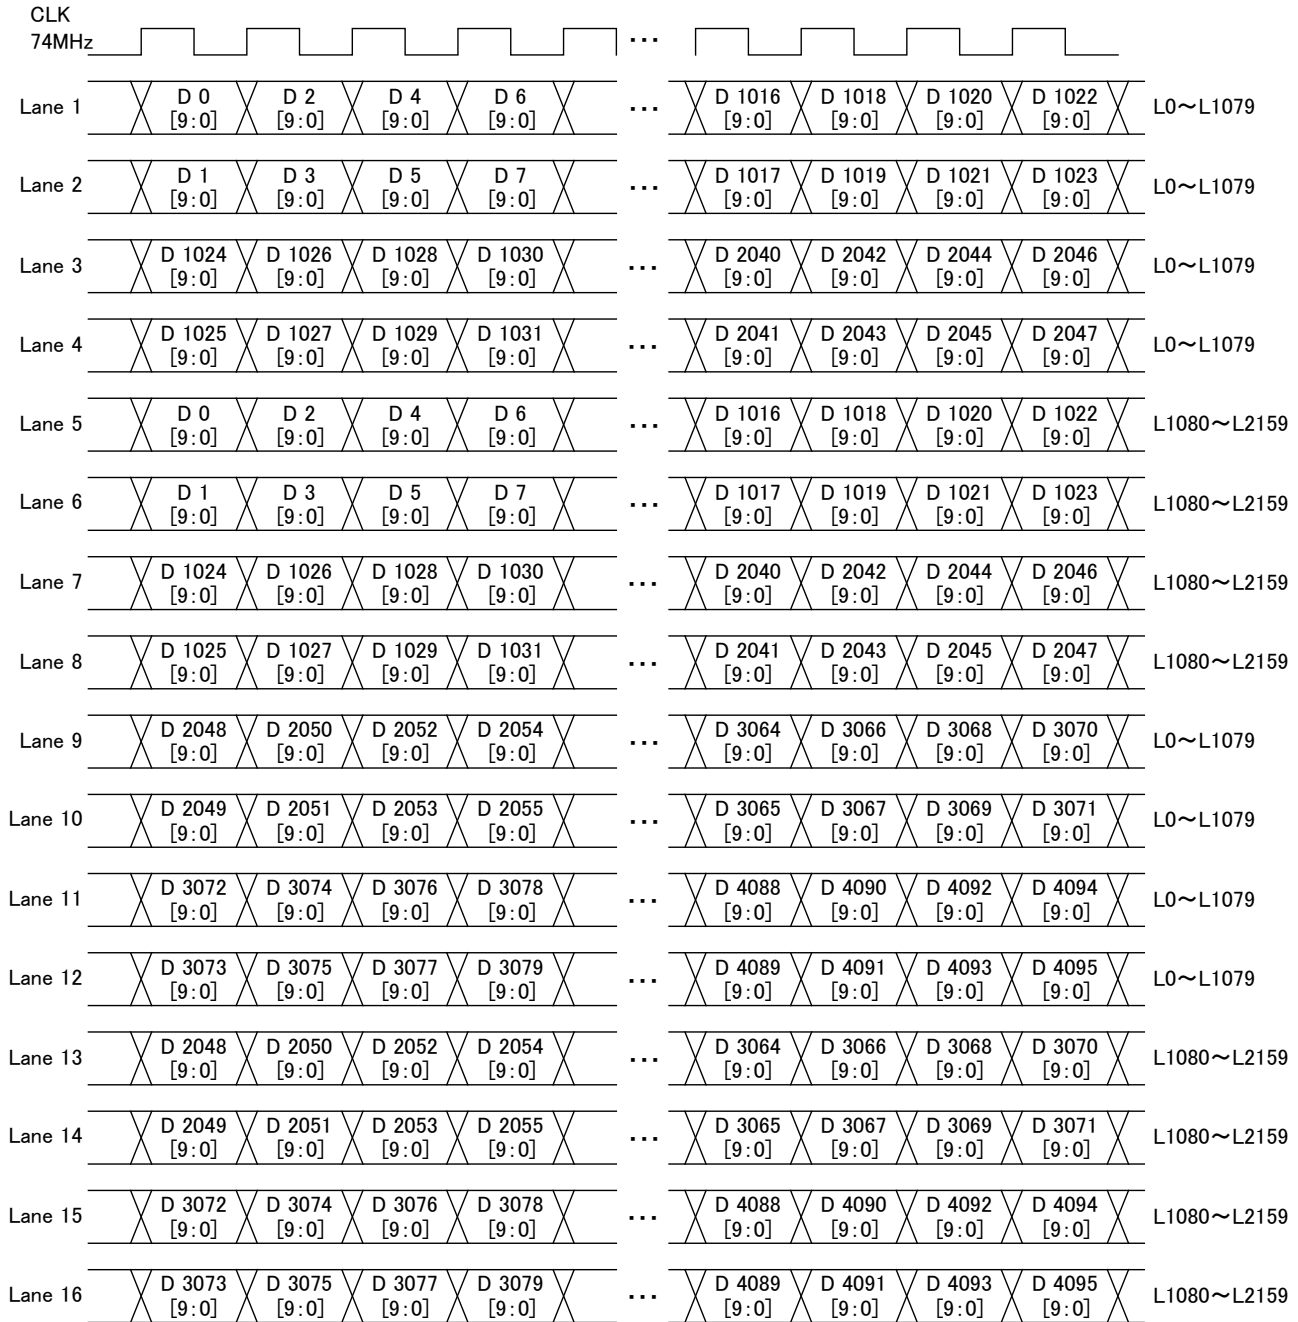 CLK
74MHz ...
Lane 1 D 0 D 2 D 4 D 6 ... D 1016 D 1018 D 1020 D 1022 L0～L1079
[9:0] [9:0] [9:0] [9:0] [9:0] [9:0] [9:0] [9:0]
Lane 2 D 1 D 3 D 5 D 7 ... D 1017 D 1019 D 1021 D 1023 L0～L1079
[9:0] [9:0] [9:0] [9:0] [9:0] [9:0] [9:0] [9:0]
Lane 3 D 1024 D 1026 D 1028 D 1030 ... D 2040 D 2042 D 2044 D 2046 L0～L1079
[9:0] [9:0] [9:0] [9:0] [9:0] [9:0] [9:0] [9:0]
Lane 4 D 1025 D 1027 D 1029 D 1031 ... D 2041 D 2043 D 2045 D 2047 L0～L1079
[9:0] [9:0] [9:0] [9:0] [9:0] [9:0] [9:0] [9:0]
Lane 5 D 0 D 2 D 4 D 6 ... D 1016 D 1018 D 1020 D 1022 L1080～L2159
[9:0] [9:0] [9:0] [9:0] [9:0] [9:0] [9:0] [9:0]
Lane 6 D 1 D 3 D 5 D 7 ... D 1017 D 1019 D 1021 D 1023 L1080～L2159
[9:0] [9:0] [9:0] [9:0] [9:0] [9:0] [9:0] [9:0]
Lane 7 D 1024 D 1026 D 1028 D 1030 ... D 2040 D 2042 D 2044 D 2046 L1080～L2159
[9:0] [9:0] [9:0] [9:0] [9:0] [9:0] [9:0] [9:0]
Lane 8 D 1025 D 1027 D 1029 D 1031 ... D 2041 D 2043 D 2045 D 2047 L1080～L2159
[9:0] [9:0] [9:0] [9:0] [9:0] [9:0] [9:0] [9:0]
Lane 9 D 2048 D 2050 D 2052 D 2054 ... D 3064 D 3066 D 3068 D 3070 L0～L1079
[9:0] [9:0] [9:0] [9:0] [9:0] [9:0] [9:0] [9:0]
Lane 10 D 2049 D 2051 D 2053 D 2055 ... D 3065 D 3067 D 3069 D 3071 L0～L1079
[9:0] [9:0] [9:0] [9:0] [9:0] [9:0] [9:0] [9:0]
Lane 11 D 3072 D 3074 D 3076 D 3078 ... D 4088 D 4090 D 4092 D 4094 L0～L1079
[9:0] [9:0] [9:0] [9:0] [9:0] [9:0] [9:0] [9:0]
Lane 12 D 3073 D 3075 D 3077 D 3079 ... D 4089 D 4091 D 4093 D 4095 L0～L1079
[9:0] [9:0] [9:0] [9:0] [9:0] [9:0] [9:0] [9:0]
Lane 13 D 2048 D 2050 D 2052 D 2054 ... D 3064 D 3066 D 3068 D 3070 L1080～L2159
[9:0] [9:0] [9:0] [9:0] [9:0] [9:0] [9:0] [9:0]
Lane 14 D 2049 D 2051 D 2053 D 2055 ... D 3065 D 3067 D 3069 D 3071 L1080～L2159
[9:0] [9:0] [9:0] [9:0] [9:0] [9:0] [9:0] [9:0]
Lane 15 D 3072 D 3074 D 3076 D 3078 ... D 4088 D 4090 D 4092 D 4094 L1080～L2159
[9:0] [9:0] [9:0] [9:0] [9:0] [9:0] [9:0] [9:0]
Lane 16 D 3073 D 3075 D 3077 D 3079 ... D 4089 D 4091 D 4093 D 4095 L1080～L2159
[9:0] [9:0] [9:0] [9:0] [9:0] [9:0] [9:0] [9:0]